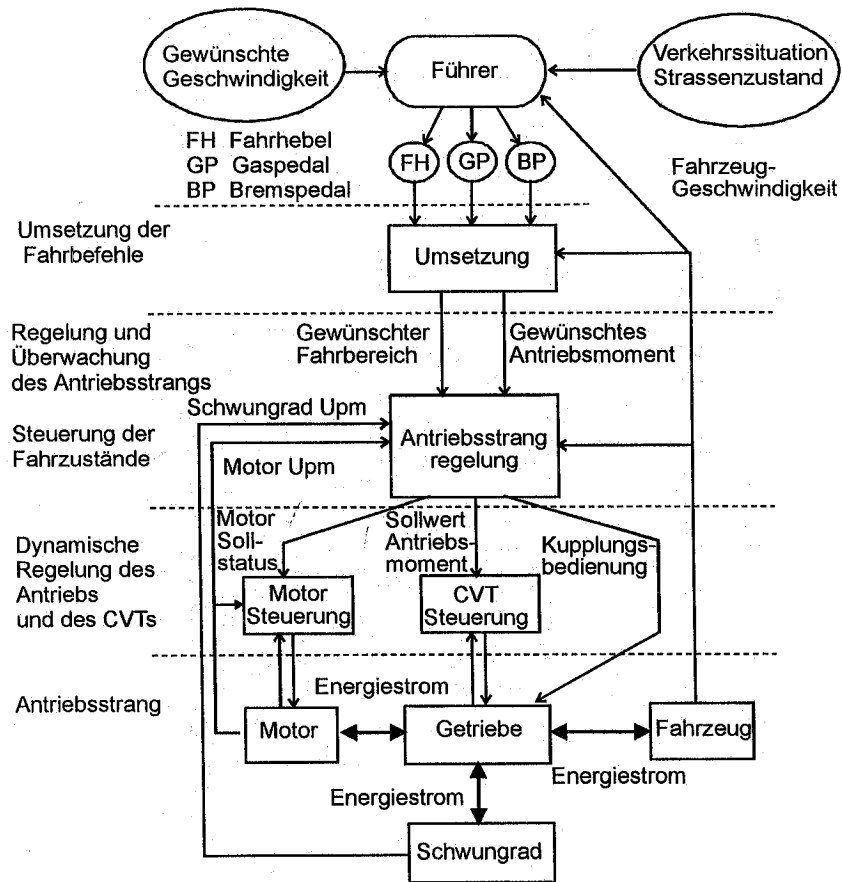 Gewünschte
Geschwindigkeit
Führer
Verkehrssituation
Strassenzustand
FH Fahrhebel
GP Gaspedal
BP Bremspedal
FH
GP
BP
Fahrzeug-
Geschwindigkeit
Umsetzung der
Fahrbefehle
Umsetzung
Regelung und
Überwachung
des Antriebsstrangs
Gewünschter
Fahrbereich
Gewünschtes
Antriebsmoment
Schwungrad Upm
Steuerung der
Fahrzustände
Antriebsstrang
regelung
Motor Upm
Motor
Soll-
status
Sollwert
Antriebs-
moment
Kupplungs-
bedienung
Dynamische
Regelung des
Antriebs
und des CVTs
Motor
Steuerung
CVT
Steuerung
Antriebsstrang
Energiestrom
Motor
Getriebe
Fahrzeug
Energiestrom
Energiestrom
Schwungrad